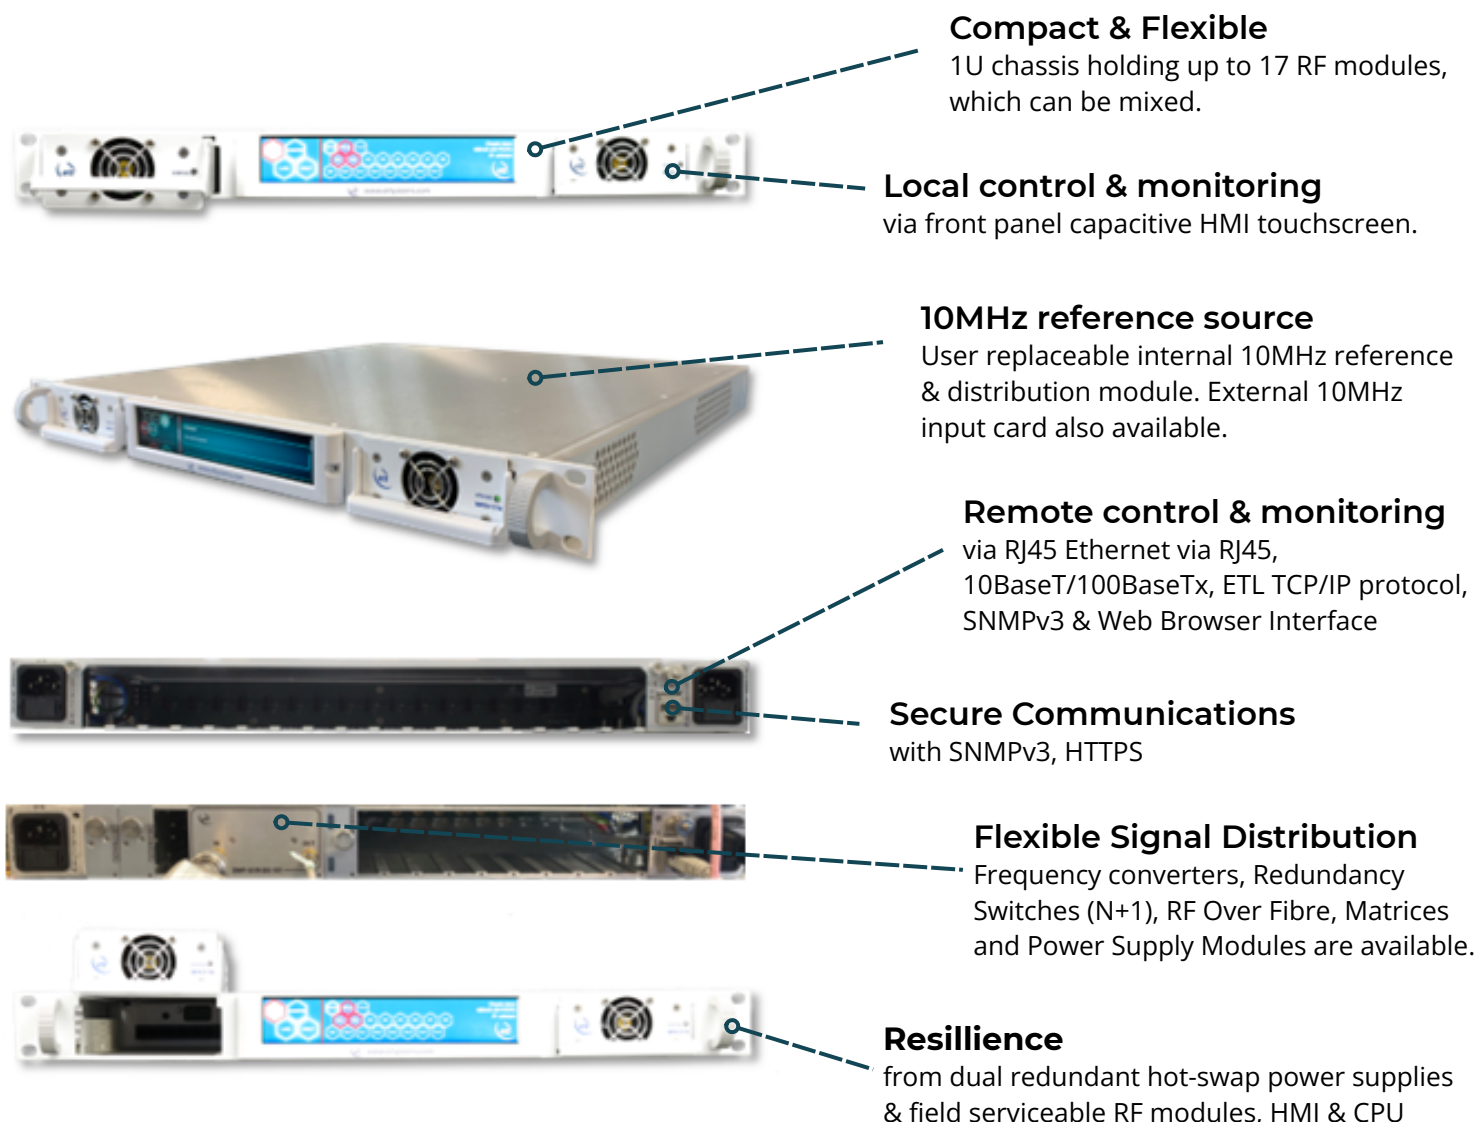 Compact & Flexible
1U chassis holding up to 17 RF modules,
which can be mixed.
Local control & monitoring
via front panel capacitive HMI touchscreen.
10MHz reference source
User replaceable internal 10MHz reference
& distribution module. External 10MHz
input card also available.
Remote control & monitoring
via RJ45 Ethernet via RJ45,
10BaseT/100BaseTx, ETL TCP/IP protocol,
SNMPv3 & Web Browser Interface
Secure Communications
with SNMPv3, HTTPS
Flexible Signal Distribution
Frequency converters, Redundancy
Switches (N+1), RF Over Fibre, Matrices
and Power Supply Modules are available.
Resillience
from dual redundant hot-swap power supplies
& field serviceable RF modules, HMI & CPU